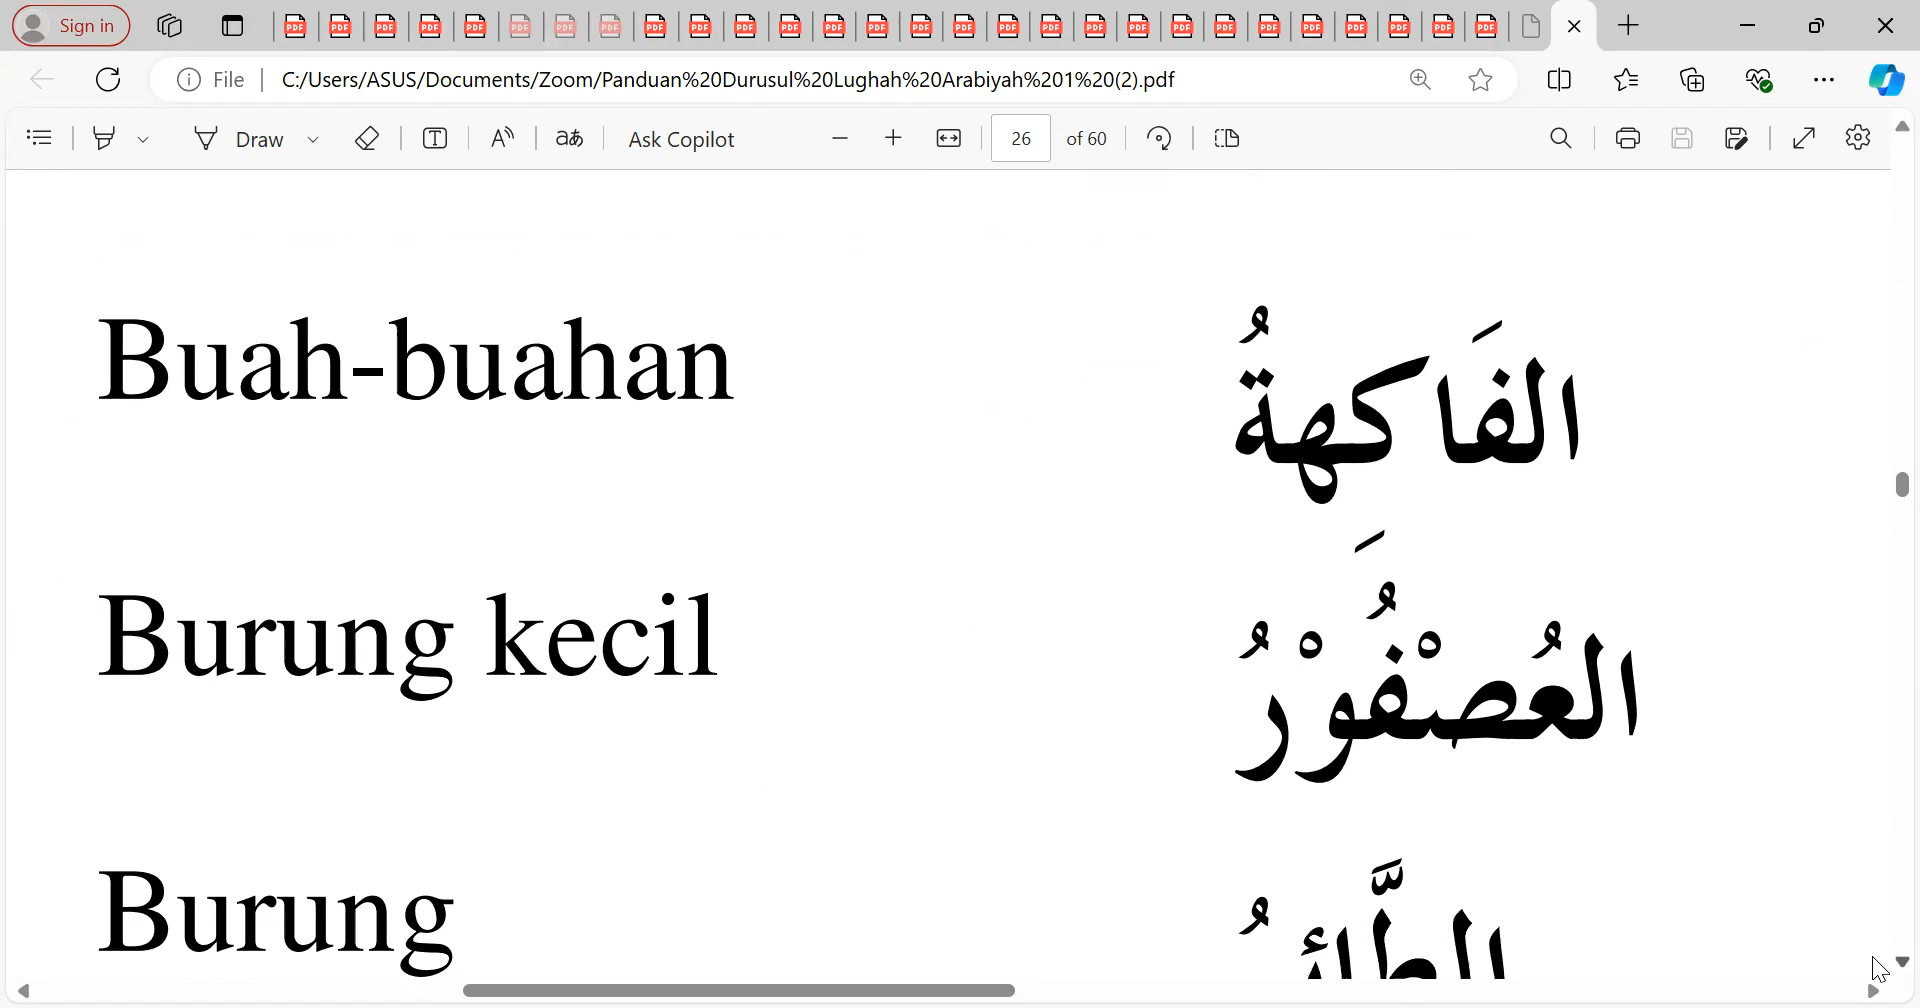 Sign in
File
C:/Users/ASUS/Documents/Zoom/Panduan%20Durusul%20Lughah%20Arabiyah%201%20(2).pdf
Draw
Ask Copilot
26 of 60
Buah-buahan
الفَاكهةُ
Burung kecil
العُصْفُوْرُ
Burung